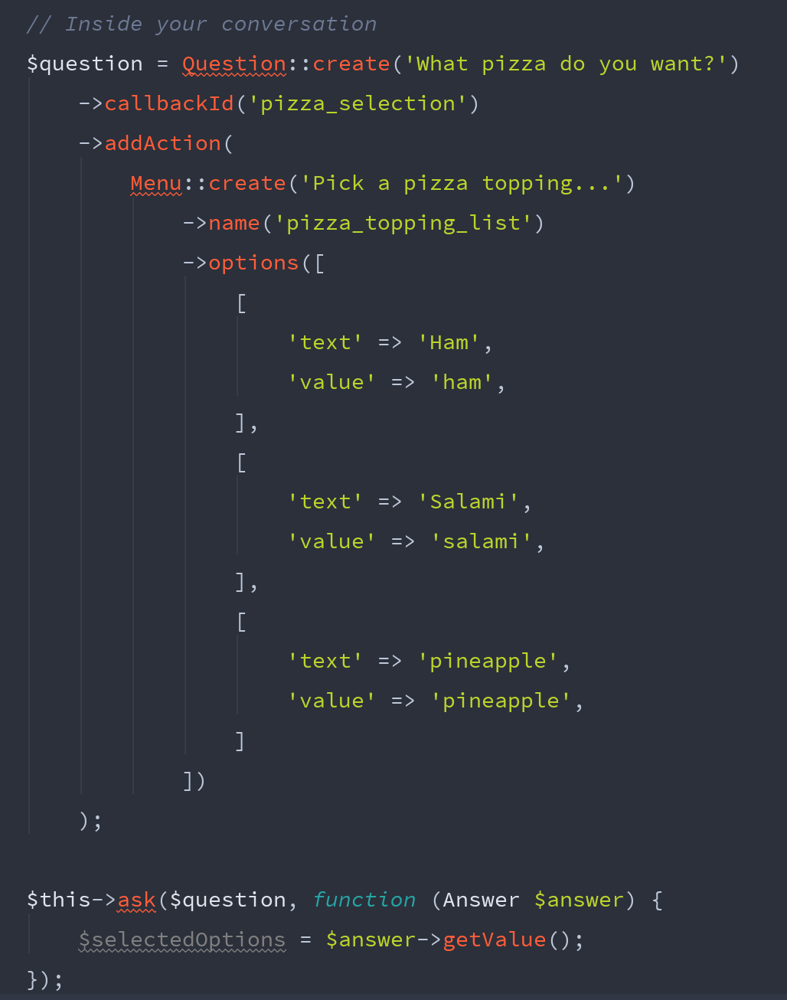 // Inside your conversation
$question = Question::create('What pizza do you want?')
    ->callbackId('pizza_selection')
    ->addAction(
        Menu::create('Pick a pizza topping...')
            ->name('pizza_topping_list')
            ->options([
                [
                    'text' => 'Ham',
                    'value' => 'ham',
                ],
                [
                    'text' => 'Salami',
                    'value' => 'salami',
                ],
                [
                    'text' => 'pineapple',
                    'value' => 'pineapple',
                ]
            ])
    );

$this->ask($question, function (Answer $answer) {
    $selectedOptions = $answer->getValue();
});